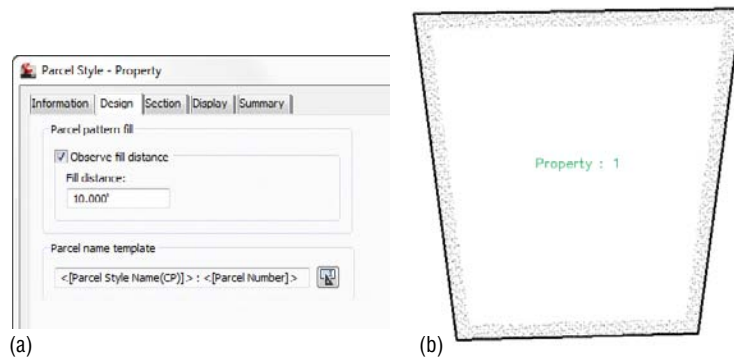 Parcel Style - Property
Information Design Section Display Summary
Parcel pattern fill
Observe fill distance
Fill distance:
10.000'
Parcel name template
<[Parcel Style Name(CP)]> : <[Parcel Number]>
Property : 1
(a)
(b)